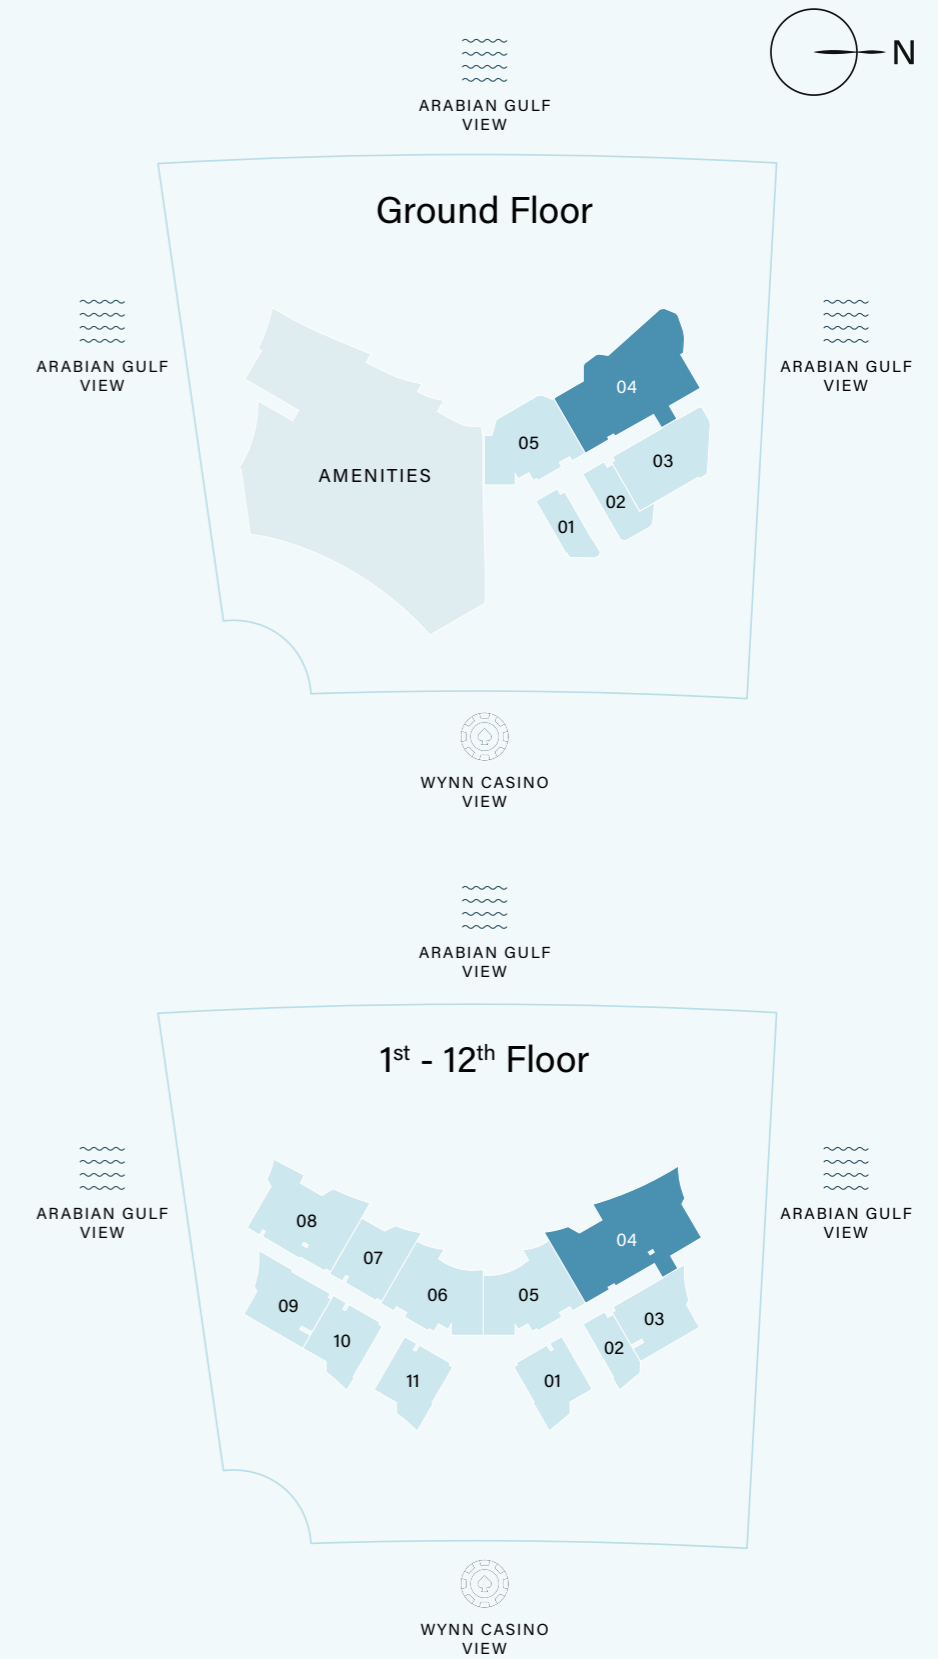 N
ARABIAN GULF
VIEW
Ground Floor
ARABIAN GULF
VIEW
ARABIAN GULF
VIEW
04
05
03
AMENITIES
02
01
WYNN CASINO
VIEW
ARABIAN GULF
VIEW
1st - 12th Floor
ARABIAN GULF
VIEW
ARABIAN GULF
VIEW
08
04
07
06
05
09
03
10
02
11
01
WYNN CASINO
VIEW